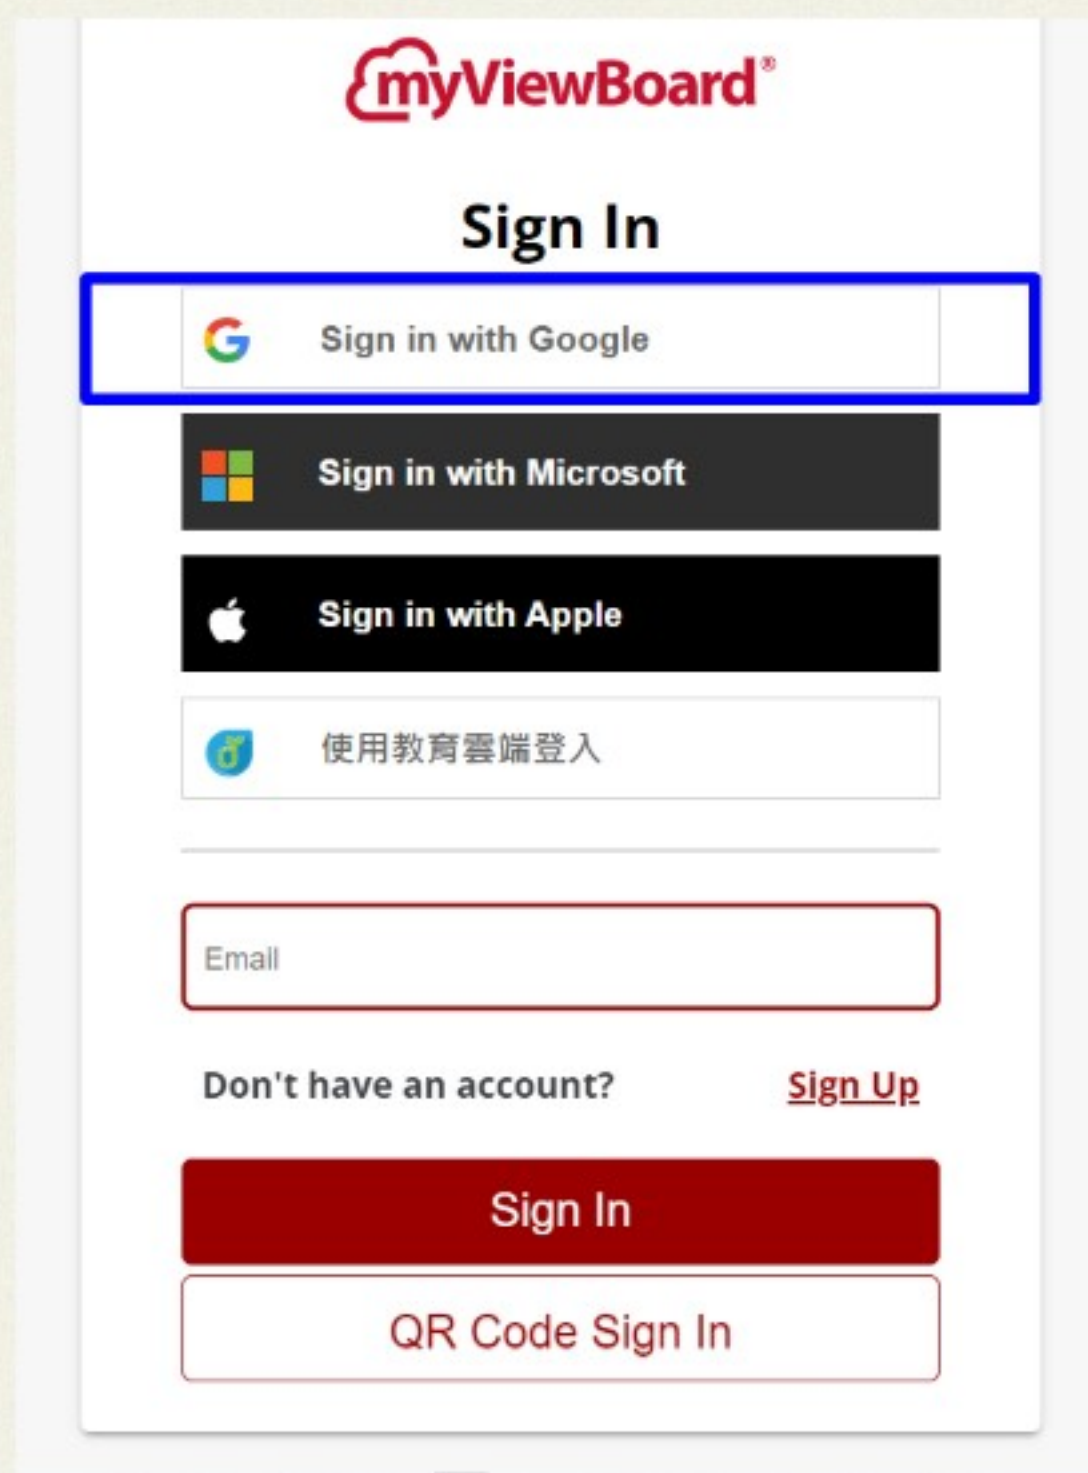 myViewBoard®
Sign In
Sign in with Google
Sign in with Microsoft
Sign in with Apple
使用教育雲端登入
Email
Don't have an account? Sign Up
Sign In
QR Code Sign In